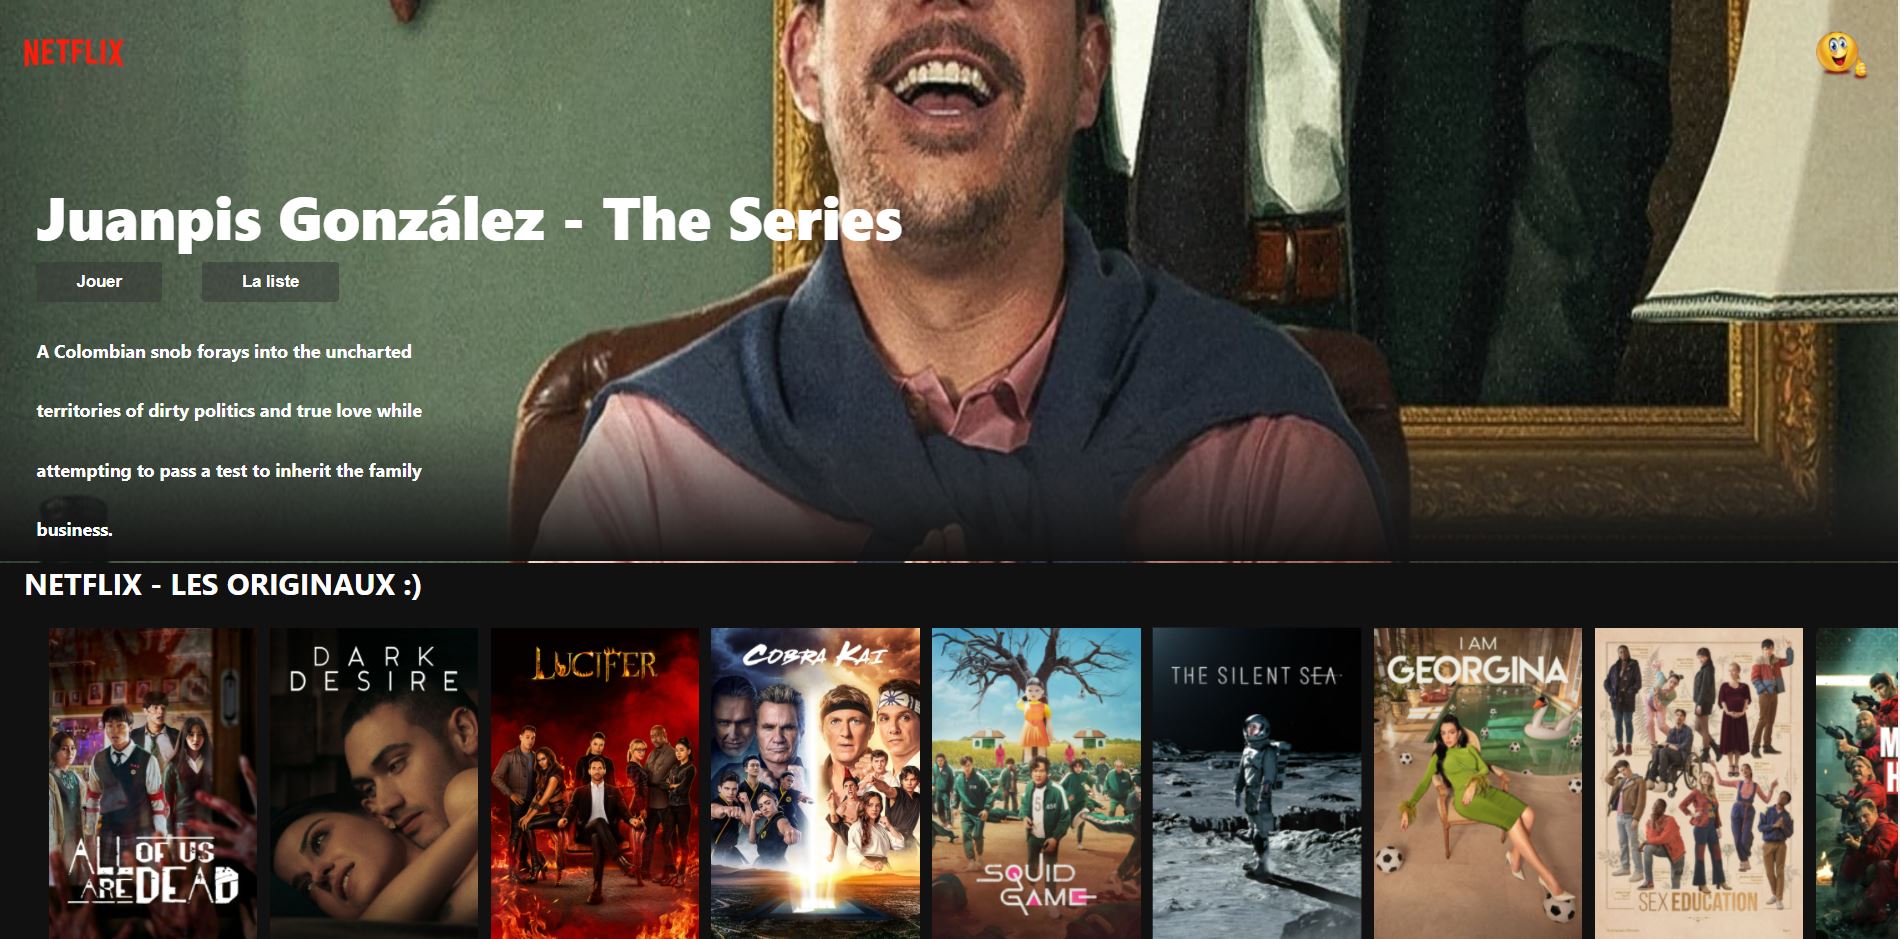 NETFLIX
Juanpis González - The Series
Jouer
La liste
A Colombian snob forays into the uncharted
territories of dirty politics and true love while
attempting to pass a test to inherit the family
business.
NETFLIX - LES ORIGINAUX :)
ALL OF US
ARE DEAD
DARK
DESIRE
LUCIFER
COBRA KAI
SQUID
GAME
THE SILENT SEA
I AM
GEORGINA
SEX EDUCATION
M
H